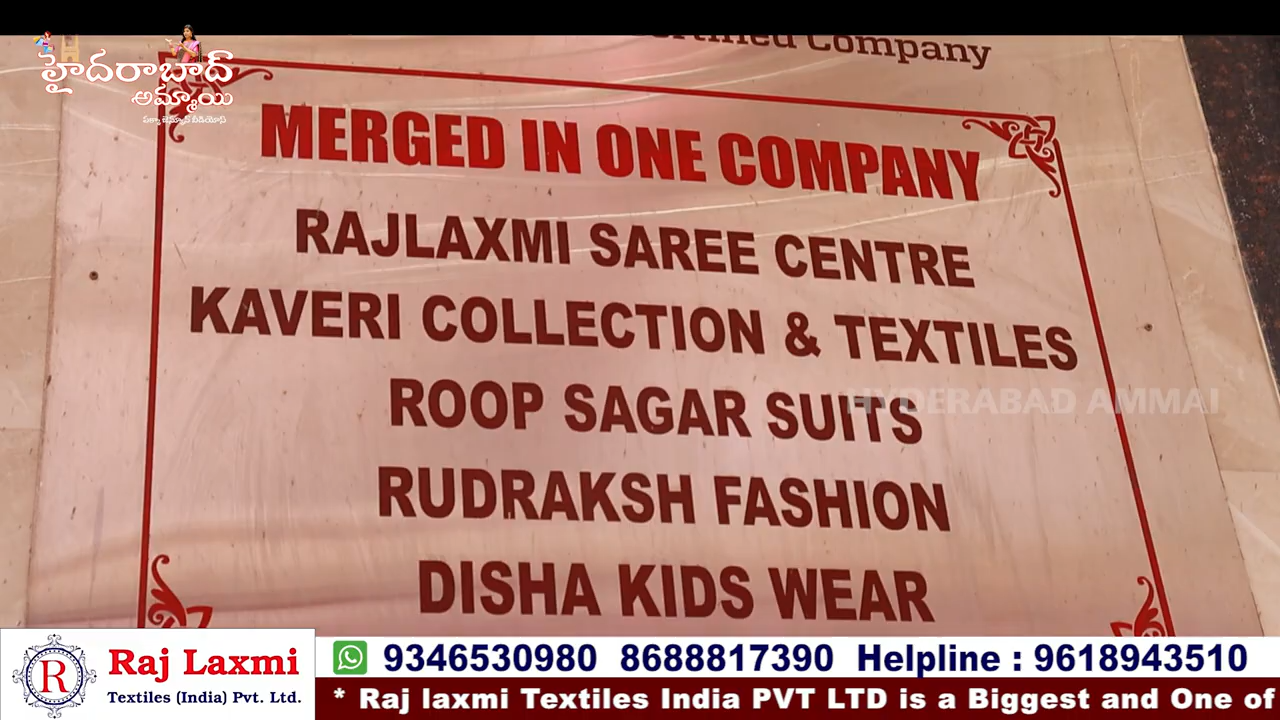 Certified Company
హైదరాబాద్
అమ్మాయి
MERGED IN ONE COMPANY
RAJLAXMI SAREE CENTRE
KAVERI COLLECTION & TEXTILES
ROOP SAGAR SUITS
HYDERABAD AMMAI
RUDRAKSH FASHION
DISHA KIDS WEAR
R
Raj Laxmi
Textiles (India) Pvt. Ltd.
9346530980 8688817390 Helpline : 9618943510
* Raj laxmi Textiles India PVT LTD is a Biggest and One of